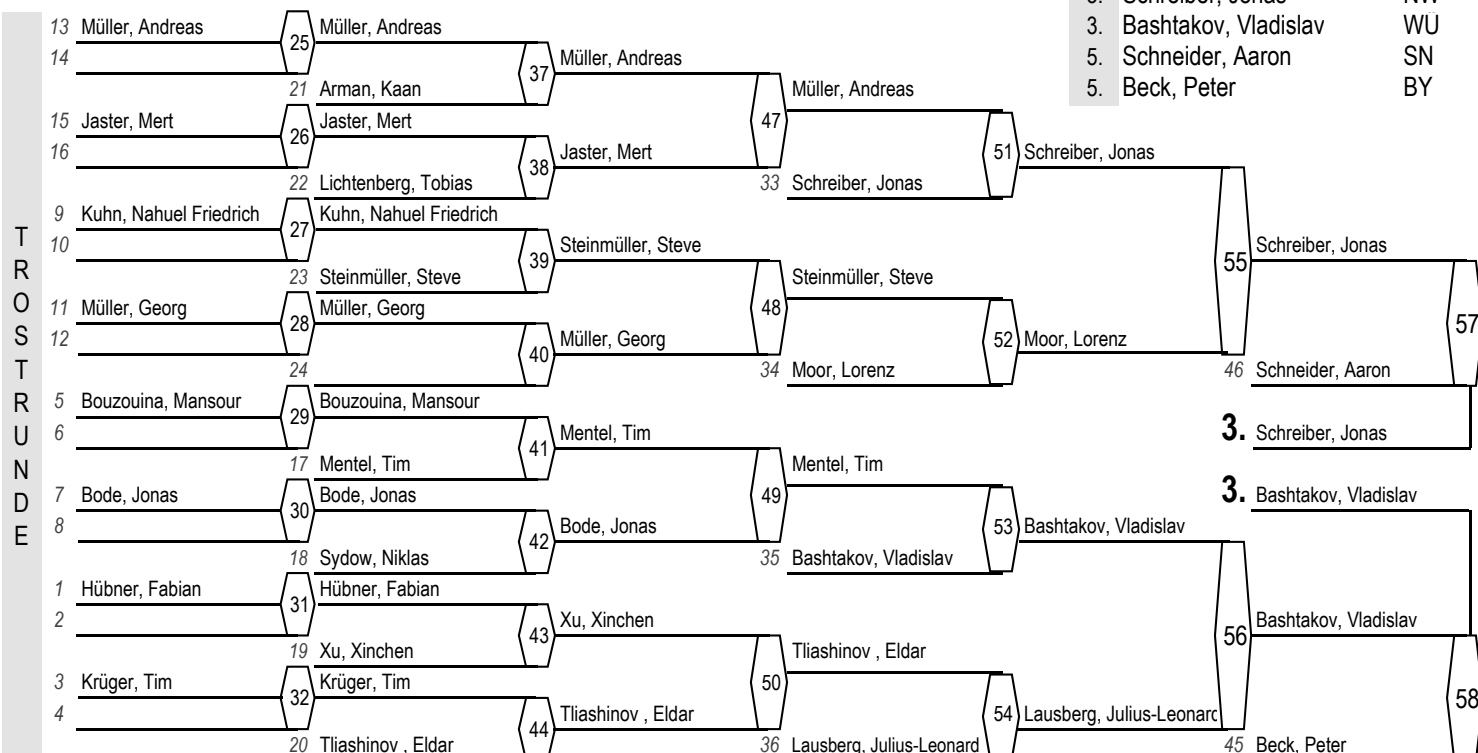 3. Schreiber, Jonas NW
3. Bashtakov, Vladislav WÜ
5. Schneider, Aaron SN
5. Beck, Peter BY
TROSTRUNDE
13 Müller, Andreas
14
25
Müller, Andreas
21 Arman, Kaan
37
Müller, Andreas
15 Jaster, Mert
16
26
Jaster, Mert
22 Lichtenberg, Tobias
38
Jaster, Mert
47
Müller, Andreas
33 Schreiber, Jonas
51
Schreiber, Jonas
9 Kuhn, Nahuel Friedrich
10
27
Kuhn, Nahuel Friedrich
23 Steinmüller, Steve
39
Steinmüller, Steve
11 Müller, Georg
12
28
Müller, Georg
24
40
Müller, Georg
48
Steinmüller, Steve
34 Moor, Lorenz
52
Moor, Lorenz
55
Schreiber, Jonas
46 Schneider, Aaron
57
3. Schreiber, Jonas
5 Bouzouina, Mansour
6
29
Bouzouina, Mansour
17 Mentel, Tim
41
Mentel, Tim
7 Bode, Jonas
8
30
Bode, Jonas
18 Sydow, Niklas
42
Bode, Jonas
49
Mentel, Tim
35 Bashtakov, Vladislav
53
Bashtakov, Vladislav
3. Bashtakov, Vladislav
1 Hübner, Fabian
2
31
Hübner, Fabian
19 Xu, Xinchen
43
Xu, Xinchen
3 Krüger, Tim
4
32
Krüger, Tim
20 Tliashinov , Eldar
44
Tliashinov , Eldar
50
Tliashinov , Eldar
36 Lausberg, Julius-Leonard
54
Lausberg, Julius-Leonard
56
Bashtakov, Vladislav
45 Beck, Peter
58